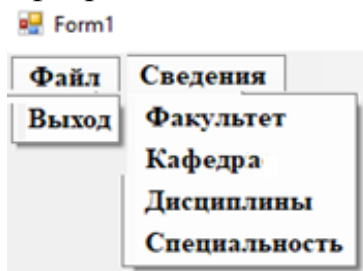 Form1
Файл Сведения
Выход Факультет
Кафедра
Дисциплины
Специальность